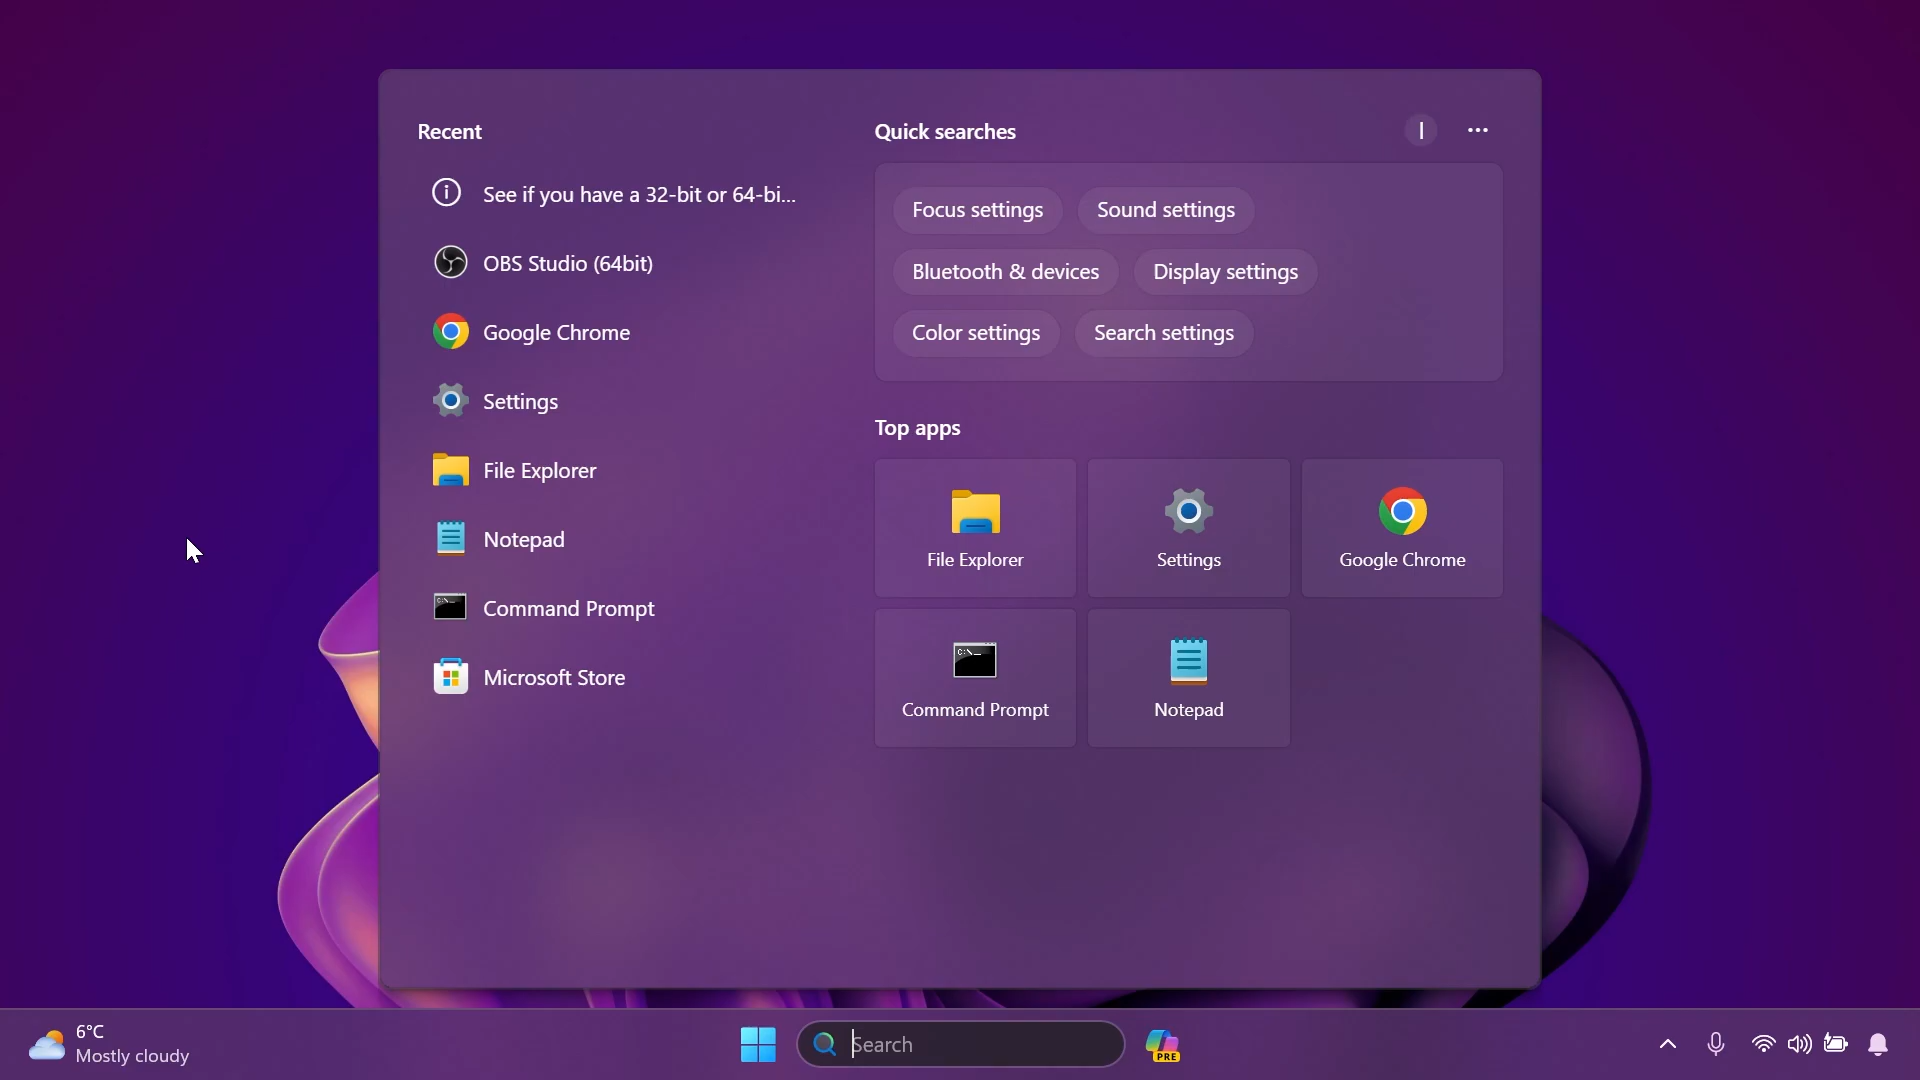 Recent
See if you have a 32-bit or 64-bi...
OBS Studio (64bit)
Google Chrome
Settings
File Explorer
Notepad
Command Prompt
Microsoft Store
Quick searches
I
Focus settings
Sound settings
Bluetooth & devices
Display settings
Color settings
Search settings
Top apps
File Explorer
Settings
Google Chrome
Command Prompt
Notepad
6°C
Mostly cloudy
Search
PRE